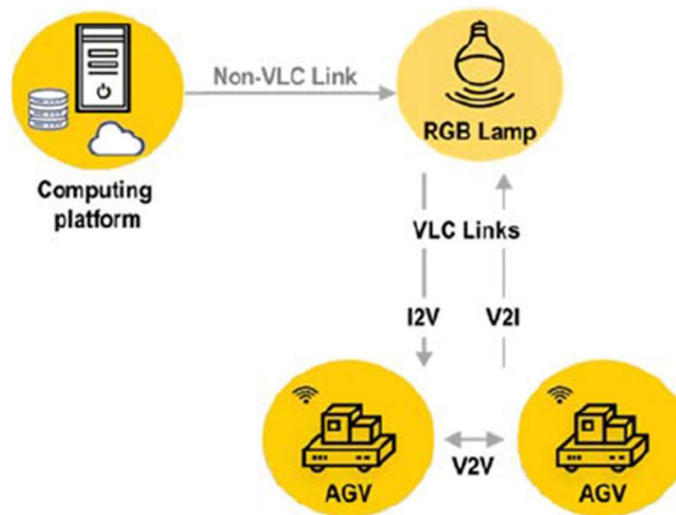 Non-VLC Link
RGB Lamp
Computing
platform
VLC Links
I2V
V2I
V2V
AGV
AGV